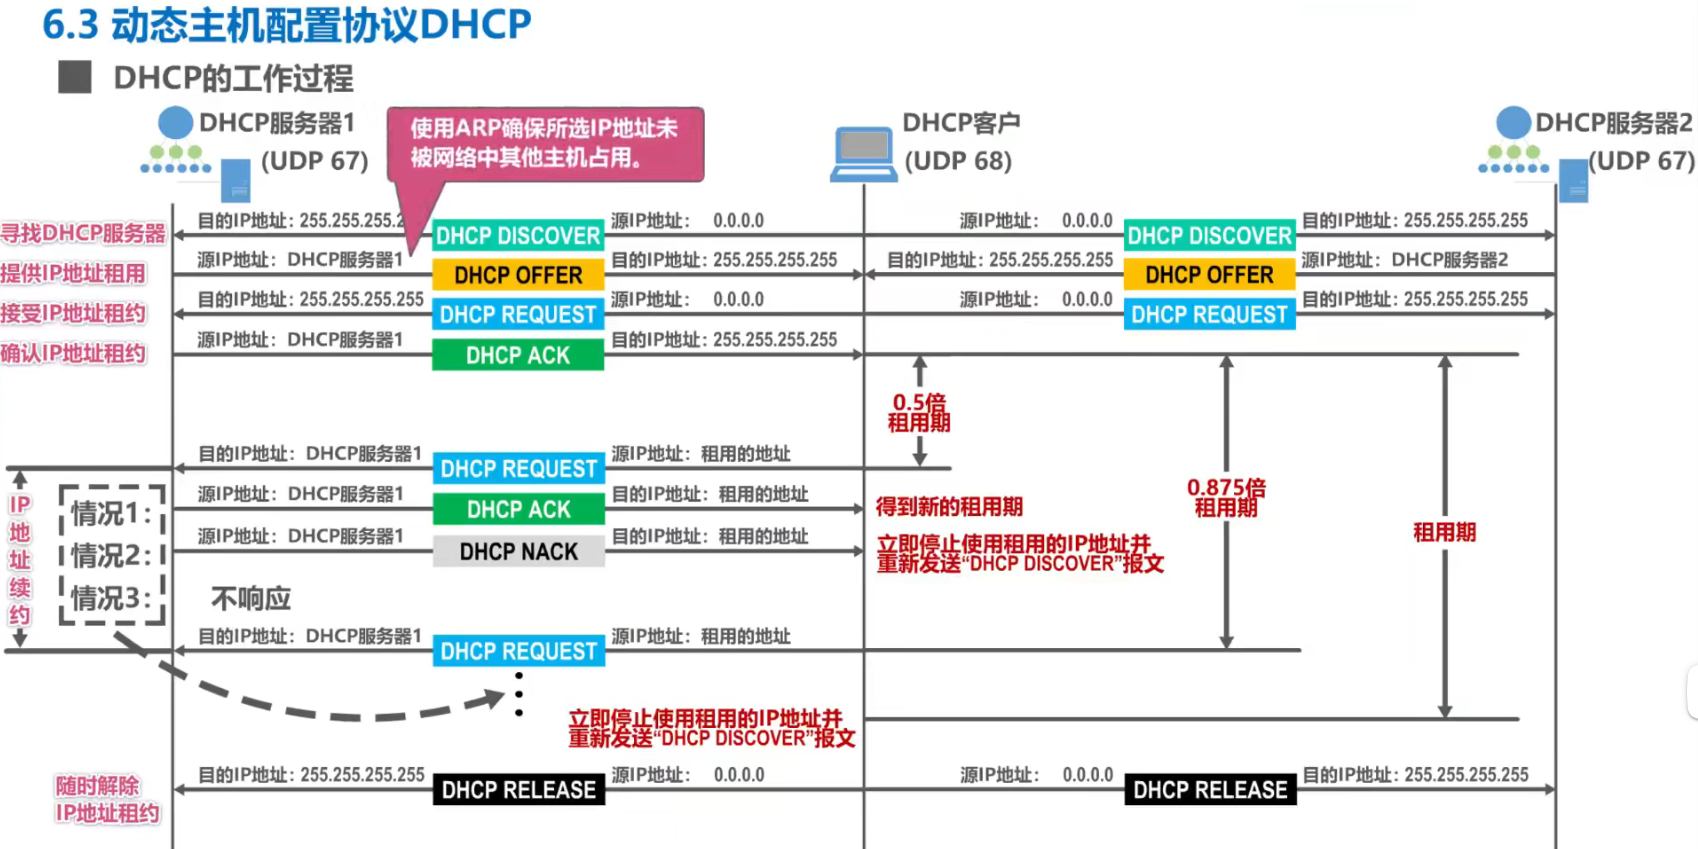 6.3 动态主机配置协议DHCP
DHCP的工作过程
DHCP服务器1
(UDP 67)
使用ARP确保所选IP地址未
被网络中其他主机占用。
DHCP客户
(UDP 68)
DHCP服务器2
(UDP 67)
寻找DHCP服务器
目的IP地址: 255.255.255.2
DHCP DISCOVER
源IP地址: 0.0.0.0
源IP地址: 0.0.0.0
DHCP DISCOVER
目的IP地址: 255.255.255.255
提供IP地址租用
源IP地址: DHCP服务器1
DHCP OFFER
目的IP地址: 255.255.255.255
目的IP地址: 255.255.255.255
DHCP OFFER
源IP地址: DHCP服务器2
接受IP地址租约
目的IP地址: 255.255.255.255
DHCP REQUEST
源IP地址: 0.0.0.0
源IP地址: 0.0.0.0
DHCP REQUEST
目的IP地址: 255.255.255.255
确认IP地址租约
源IP地址: DHCP服务器1
DHCP ACK
目的IP地址: 255.255.255.255
0.5倍
租用期
0.875倍
租用期
租用期
IP
地
址
续
约
目的IP地址: DHCP服务器1
DHCP REQUEST
源IP地址: 租用的地址
情况1:
源IP地址: DHCP服务器1
DHCP ACK
目的IP地址: 租用的地址
得到新的租用期
情况2:
源IP地址: DHCP服务器1
DHCP NACK
目的IP地址: 租用的地址
立即停止使用租用的IP地址并
重新发送“DHCP DISCOVER”报文
情况3:
不响应
目的IP地址: DHCP服务器1
DHCP REQUEST
源IP地址: 租用的地址
立即停止使用租用的IP地址并
重新发送“DHCP DISCOVER”报文
随时解除
IP地址租约
目的IP地址: 255.255.255.255
DHCP RELEASE
源IP地址: 0.0.0.0
源IP地址: 0.0.0.0
DHCP RELEASE
目的IP地址: 255.255.255.255